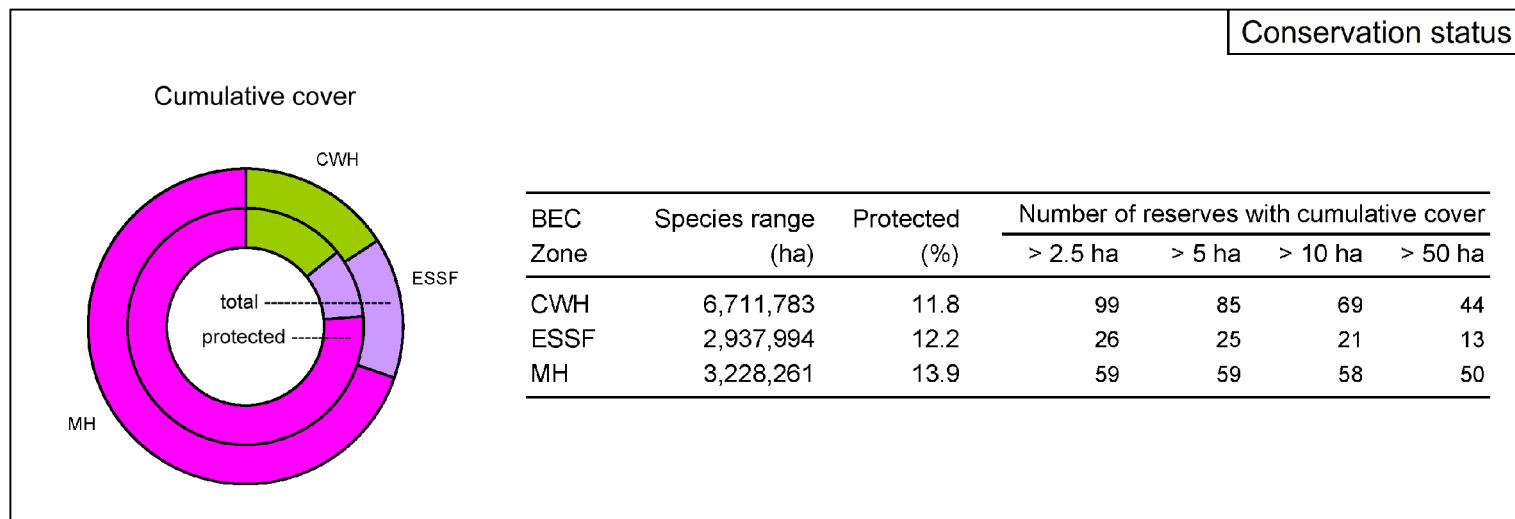 Conservation status
Cumulative cover
CWH
ESSF
total
protected
MH
BEC Species range Protected Number of reserves with cumulative cover
Zone (ha) (%) > 2.5 ha > 5 ha > 10 ha > 50 ha
CWH 6,711,783 11.8 99 85 69 44
ESSF 2,937,994 12.2 26 25 21 13
MH 3,228,261 13.9 59 59 58 50